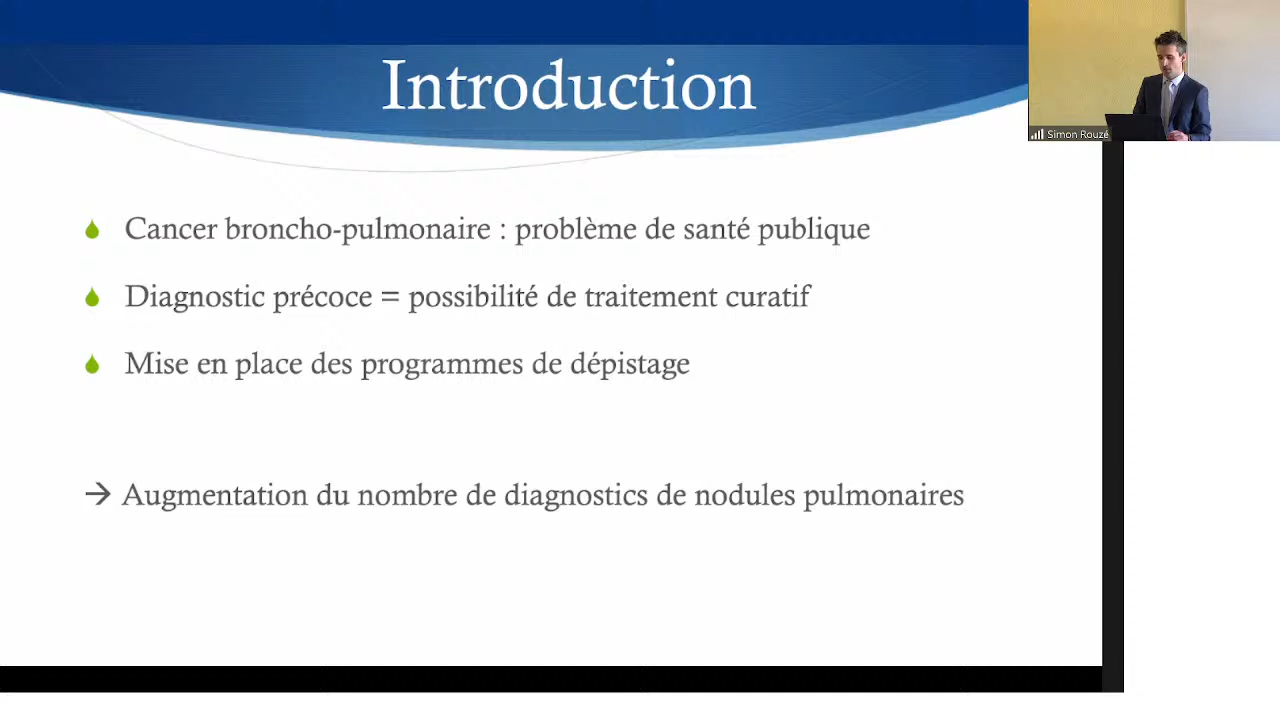 Introduction
Simon Rouzé
Cancer broncho-pulmonaire : problème de santé publique
Diagnostic précoce = possibilité de traitement curatif
Mise en place des programmes de dépistage
→ Augmentation du nombre de diagnostics de nodules pulmonaires